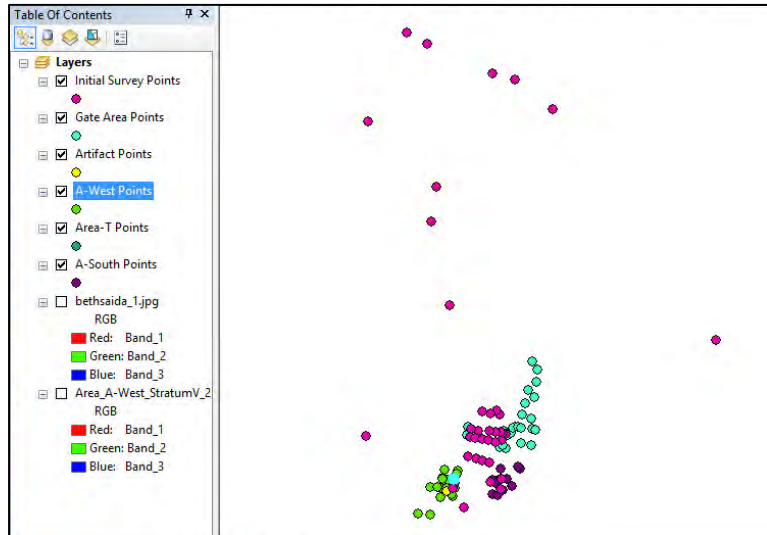 Table Of Contents
Layers
Initial Survey Points
Gate Area Points
Artifact Points
A-West Points
Area-T Points
A-South Points
bethsaida_1.jpg
RGB
Red: Band_1
Green: Band_2
Blue: Band_3
Area_A-West_StratumV_2
RGB
Red: Band_1
Green: Band_2
Blue: Band_3